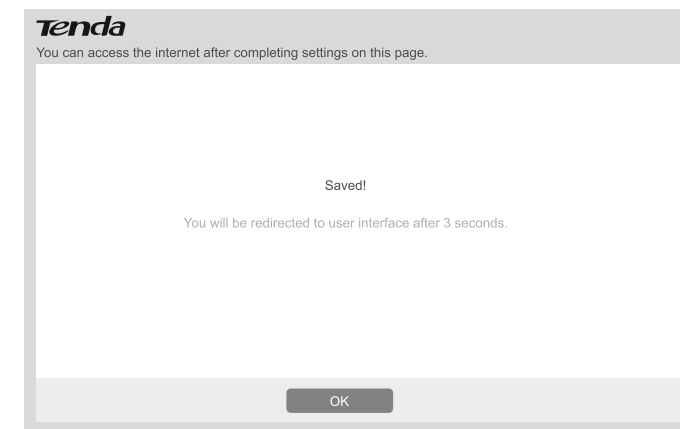 Tenda
You can access the internet after completing settings on this page.
Saved!
You will be redirected to user interface after 3 seconds.
OK